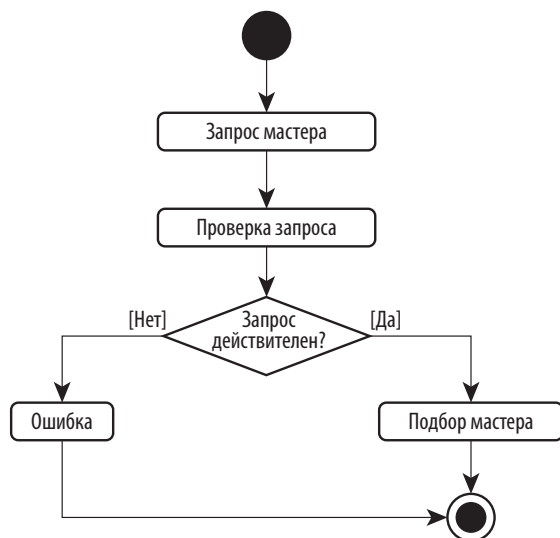 Запрос мастера
Проверка запроса
[Нет]
Запрос
действителен?
[Да]
Ошибка
Подбор мастера